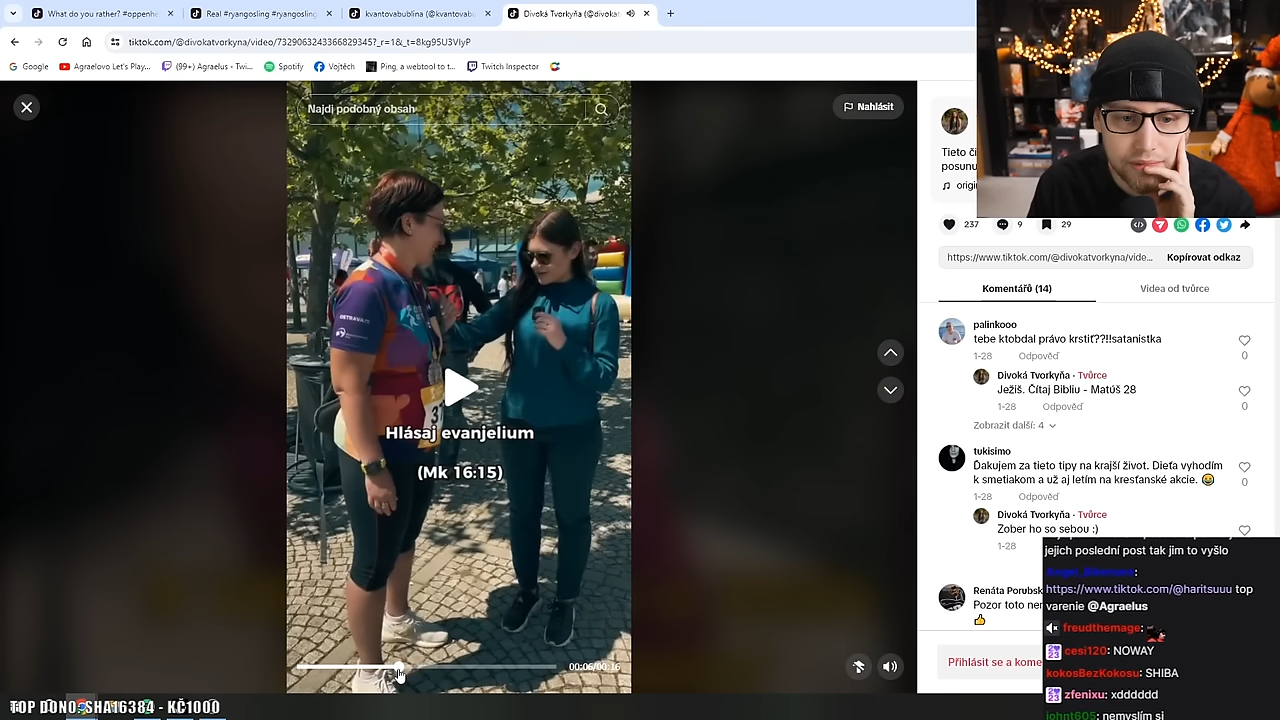 What do you rather? #oppenhe
Real #ryangosling #ryangosling
kvantovabublina (@kvantovabu
Divoká Tvorkyňa (@divokat
tiktok.com/@divokatvorkyna/video/7329063243366829345?_r=1&_t=8kg95U3VlyP
Google
Agraelovo Let's Play...
(99+) Agraelus - Twi...
Spotify
Vojtech
Ping, a webtool to t...
Twitch Inspector
Najdi podobný obsah
Nahlásit
OSTRAVA
Hlásaj evanjelium
(Mk 16:15)
00:06/00:16
Tieto
posunu
237
9
29
https://www.tiktok.com/@divokatvorkyna/vide...
Kopírovat odkaz
Komentářů (14)
Videa od tvůrce
palinkooo
tebe ktobdal právo krstiť??!!satanistka
1-28 Odpověď
0
Divoká Tvorkyňa · Tvůrce
Ježiš. Čítaj Bibliu - Matúš 28
1-28 Odpověď
0
Zobrazit další: 4
tukisimo
Ďakujem za tieto tipy na krajší život. Dieťa vyhodím
k smetiakom a už aj letím na kresťanské akcie. 😀
1-28 Odpověď
0
Divoká Tvorkyňa · Tvůrce
Zober ho so sebou :)
1-28
Renáta Porubsk
Pozor toto
👍
Přihlásit se a kome
jejich poslední post tak jim to vyšlo
https://www.tiktok.com/@haritsuuu top
varenie @Agraelus
freudthemage:
cesi120: NOWAY
kokosBezKokosu: SHIBA
zfenixu: xdddddd
johnt605: nemyslím si
TOP DONO: SHA16384 - KČ1000